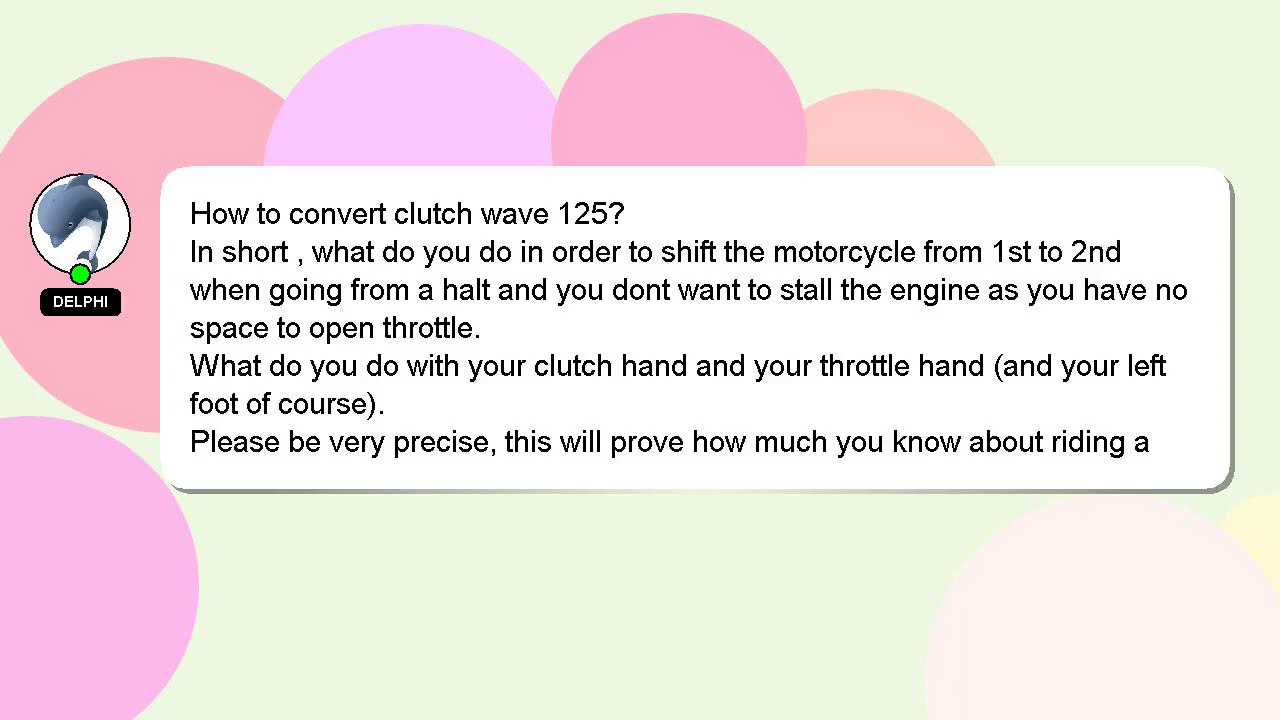 How to convert clutch wave 125?
In short , what do you do in order to shift the motorcycle from 1st to 2nd
when going from a halt and you dont want to stall the engine as you have no
space to open throttle.
What do you do with your clutch hand and your throttle hand (and your left
foot of course).
Please be very precise, this will prove how much you know about riding a
DELPHI